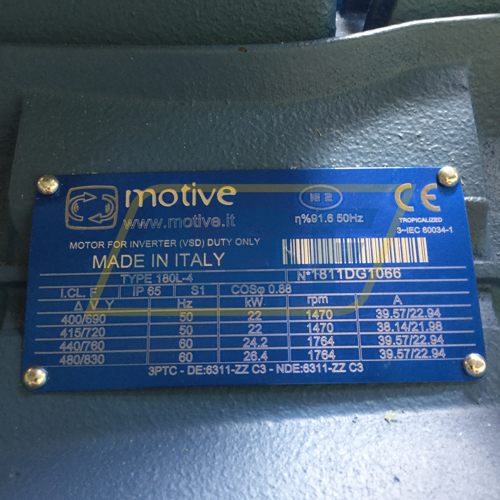 motive
www.motive.it
η%91.6 50Hz
CE
TROPICALIZED
3~IEC 60034-1
MOTOR FOR INVERTER (VSD) DUTY ONLY
MADE IN ITALY
TYPE 180L-4
N°1811DG1066
I.CL. F IP 65 S1 COSφ 0.88
Δ Y Hz kW rpm A
400/690 50 22 1470 39.57/22.94
415/720 50 22 1470 38.14/21.98
440/760 60 24.2 1764 39.57/22.94
480/830 60 26.4 1764 39.57/22.94
3PTC - DE:6311-ZZ C3 - NDE:6311-ZZ C3